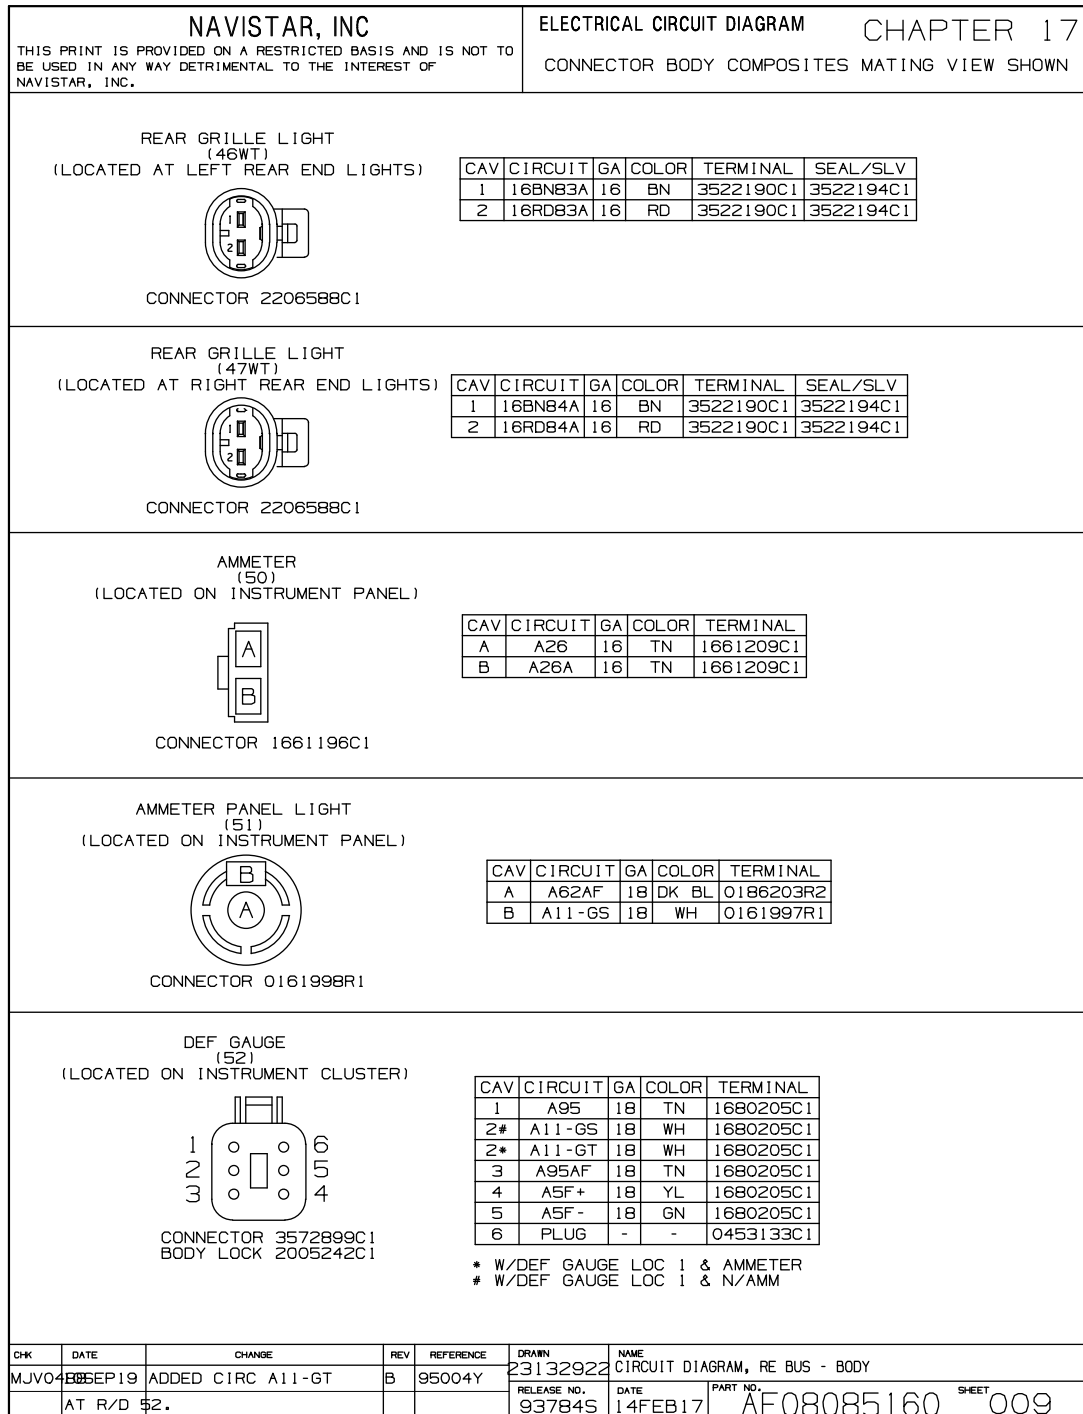 NAVISTAR, INC
THIS PRINT IS PROVIDED ON A RESTRICTED BASIS AND IS NOT TO
BE USED IN ANY WAY DETRIMENTAL TO THE INTEREST OF
NAVISTAR, INC.
ELECTRICAL CIRCUIT DIAGRAM CHAPTER 17
CONNECTOR BODY COMPOSITES MATING VIEW SHOWN
REAR GRILLE LIGHT
(46WT)
(LOCATED AT LEFT REAR END LIGHTS)
1
2
CONNECTOR 2206588C1
CAV CIRCUIT GA COLOR TERMINAL SEAL/SLV
1 16BN83A 16 BN 3522190C1 3522194C1
2 16RD83A 16 RD 3522190C1 3522194C1
REAR GRILLE LIGHT
(47WT)
(LOCATED AT RIGHT REAR END LIGHTS)
1
2
CONNECTOR 2206588C1
CAV CIRCUIT GA COLOR TERMINAL SEAL/SLV
1 16BN84A 16 BN 3522190C1 3522194C1
2 16RD84A 16 RD 3522190C1 3522194C1
AMMETER
(50)
(LOCATED ON INSTRUMENT PANEL)
A
B
CONNECTOR 1661196C1
CAV CIRCUIT GA COLOR TERMINAL
A A26 16 TN 1661209C1
B A26A 16 TN 1661209C1
AMMETER PANEL LIGHT
(51)
(LOCATED ON INSTRUMENT PANEL)
B
A
CONNECTOR 0161998R1
CAV CIRCUIT GA COLOR TERMINAL
A A62AF 18 DK BL 0186203R2
B A11-GS 18 WH 0161997R1
DEF GAUGE
(52)
(LOCATED ON INSTRUMENT CLUSTER)
1 6
2 5
3 4
CONNECTOR 3572899C1
BODY LOCK 2005242C1
CAV CIRCUIT GA COLOR TERMINAL
1 A95 18 TN 1680205C1
2# A11-GS 18 WH 1680205C1
2* A11-GT 18 WH 1680205C1
3 A95AF 18 TN 1680205C1
4 A5F+ 18 YL 1680205C1
5 A5F- 18 GN 1680205C1
6 PLUG - - 0453133C1
* W/DEF GAUGE LOC 1 & AMMETER
# W/DEF GAUGE LOC 1 & N/AMM
CHK DATE CHANGE REV REFERENCE DRAWN NAME
SEP19 ADDED CIRC A11-GT B 95004Y 23132922 CIRCUIT DIAGRAM, RE BUS - BODY
AT R/D 52.
RELEASE NO. DATE PART NO. SHEET
93784S 14FEB17 AF08085160 009